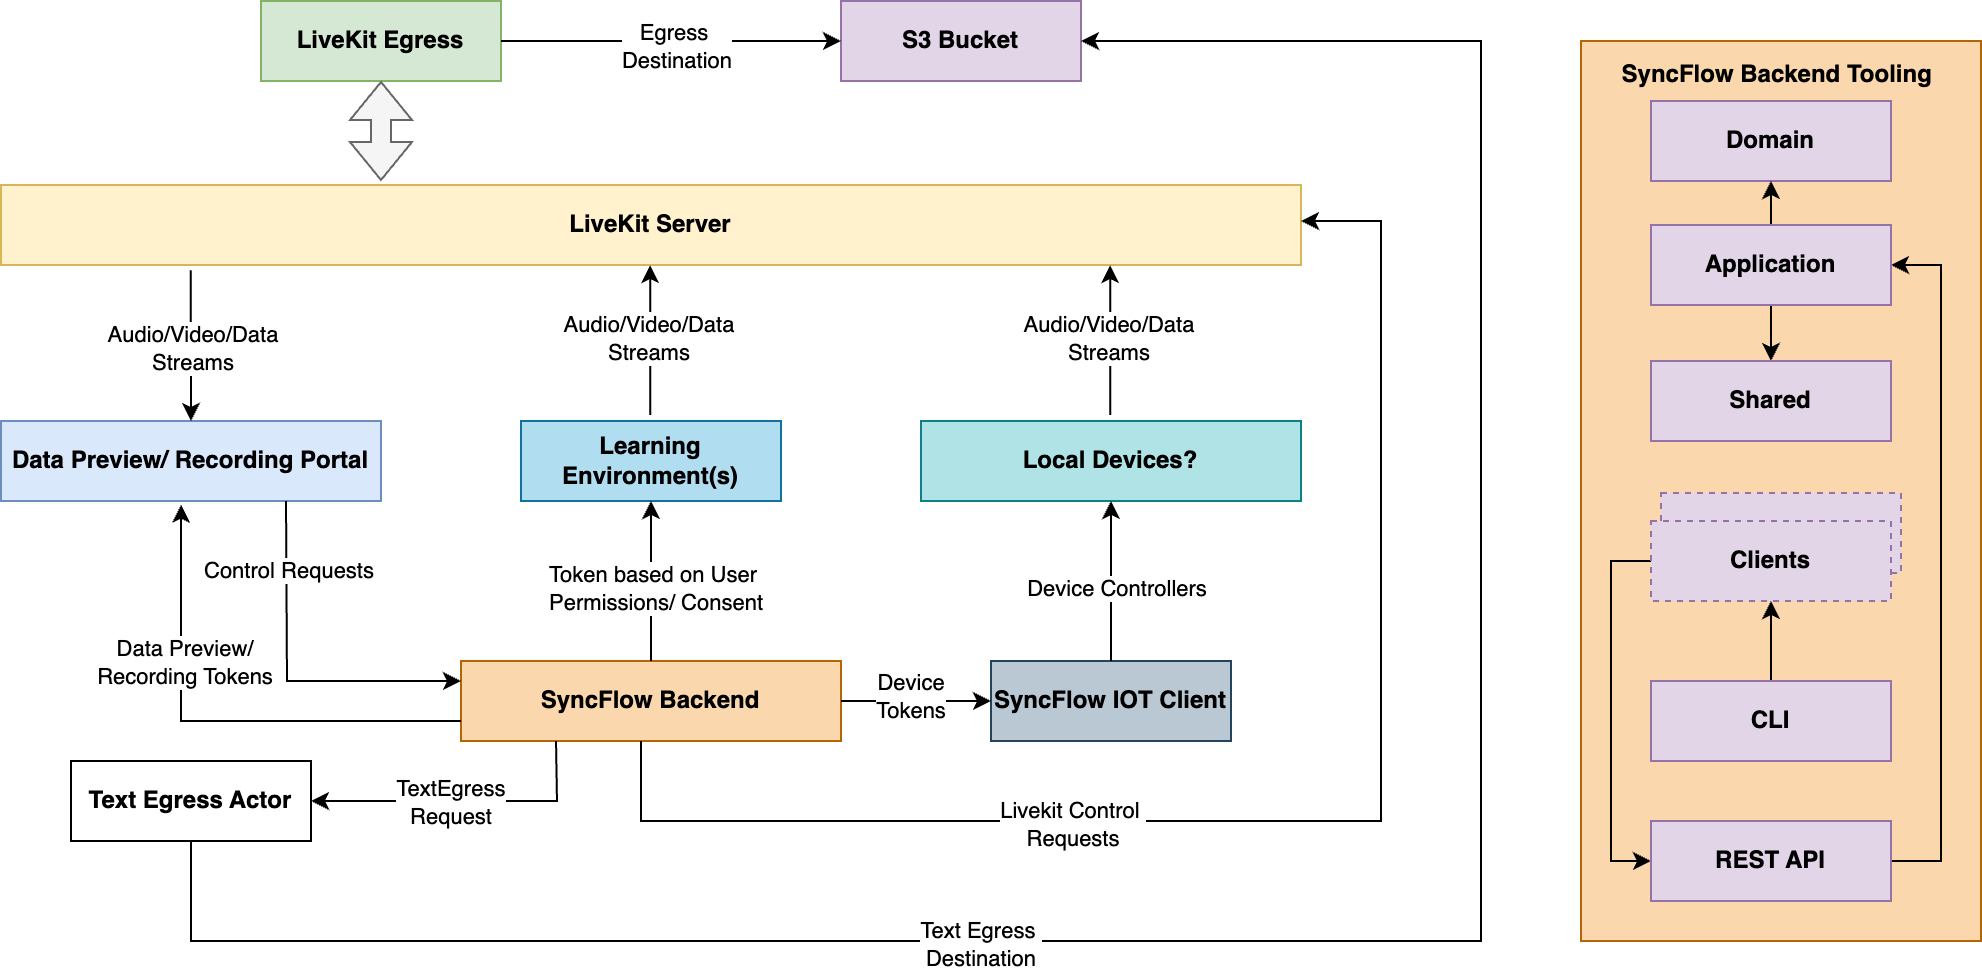 LiveKit Egress
Egress
Destination
S3 Bucket
LiveKit Server
Audio/Video/Data
Streams
Audio/Video/Data
Streams
Audio/Video/Data
Streams
Data Preview/ Recording Portal
Learning
Environment(s)
Local Devices?
Control Requests
Token based on User
Permissions/ Consent
Device Controllers
Data Preview/
Recording Tokens
SyncFlow Backend
Device
Tokens
SyncFlow IOT Client
Text Egress Actor
TextEgress
Request
Livekit Control
Requests
Text Egress
Destination
SyncFlow Backend Tooling
Domain
Application
Shared
Clients
CLI
REST API